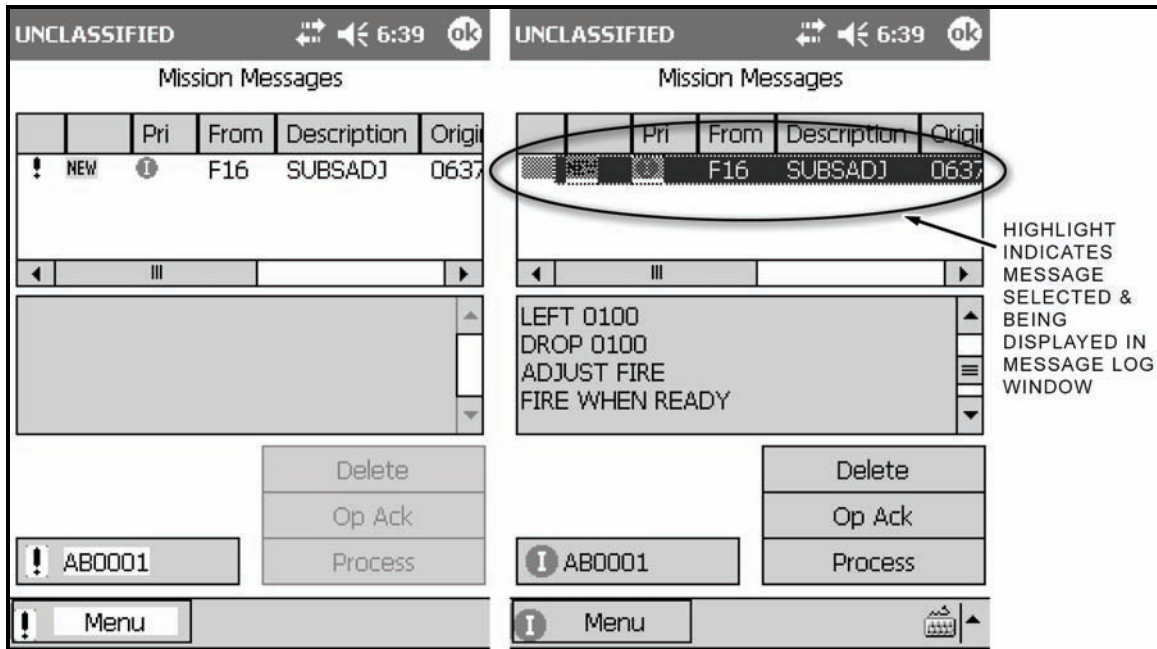 UNCLASSIFIED 6:39 ok
Mission Messages
Pri From Description Origi
! NEW I F16 SUBSADJ 0637
Delete
Op Ack
! AB0001 Process
! Menu
UNCLASSIFIED 6:39 ok
Mission Messages
Pri From Description Origi
NEW I F16 SUBSADJ 0637
LEFT 0100
DROP 0100
ADJUST FIRE
FIRE WHEN READY
Delete
Op Ack
I AB0001 Process
I Menu
HIGHLIGHT
INDICATES
MESSAGE
SELECTED &
BEING
DISPLAYED IN
MESSAGE LOG
WINDOW